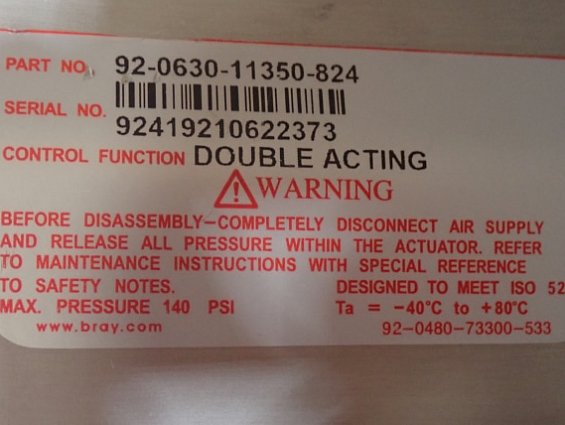 PART NO. 92-0630-11350-824
SERIAL NO. 92419210622373
CONTROL FUNCTION DOUBLE ACTING
WARNING
BEFORE DISASSEMBLY—COMPLETELY DISCONNECT AIR SUPPLY
AND RELEASE ALL PRESSURE WITHIN THE ACTUATOR. REFER
TO MAINTENANCE INSTRUCTIONS WITH SPECIAL REFERENCE
TO SAFETY NOTES. DESIGNED TO MEET ISO 52
MAX. PRESSURE 140 PSI Ta = -40°C to +80°C
www.bray.com 92-0480-73300-533